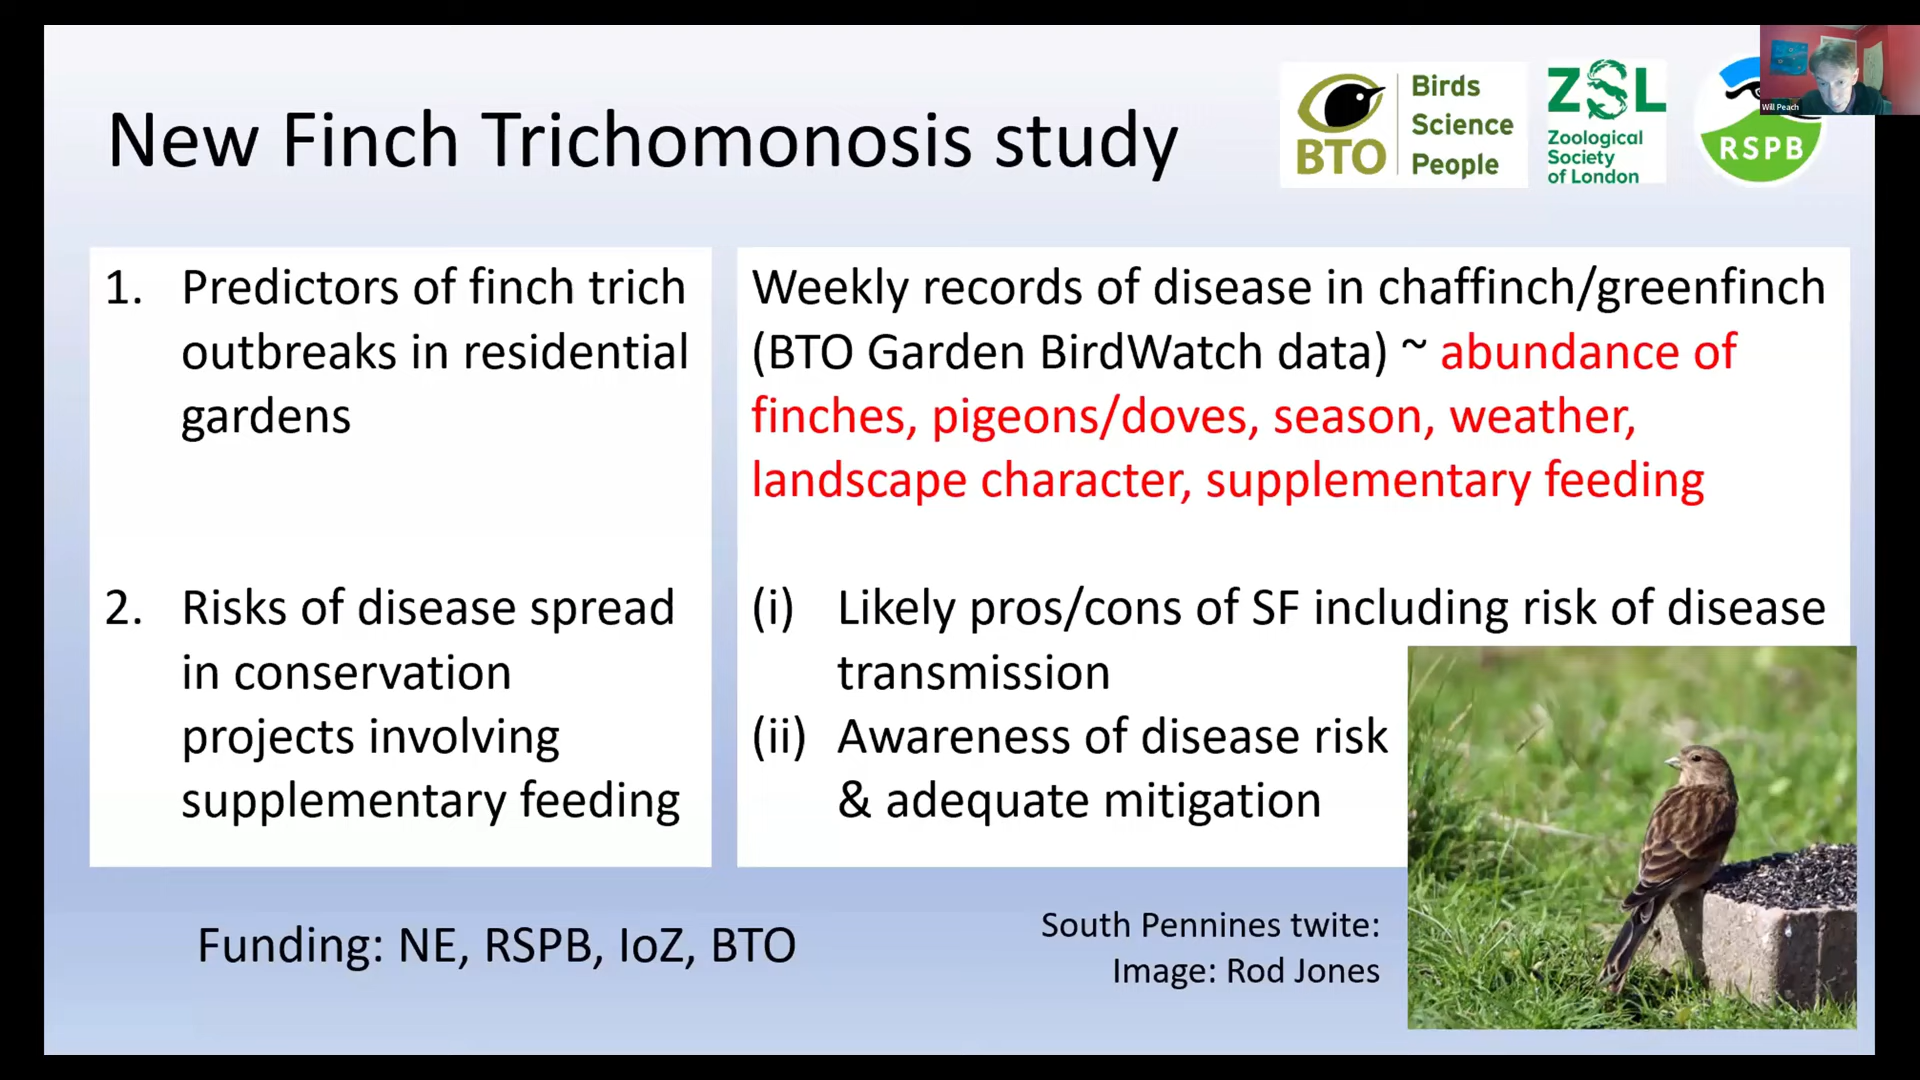 New Finch Trichomonosis study
BTO
Birds
Science
People
ZSL
Zoological
Society
of London
RSPB
Will Peach
1. Predictors of finch trich
outbreaks in residential
gardens
2. Risks of disease spread
in conservation
projects involving
supplementary feeding
Weekly records of disease in chaffinch/greenfinch
(BTO Garden BirdWatch data) ~ abundance of
finches, pigeons/doves, season, weather,
landscape character, supplementary feeding
(i) Likely pros/cons of SF including risk of disease
transmission
(ii) Awareness of disease risk
& adequate mitigation
Funding: NE, RSPB, IoZ, BTO
South Pennines twite:
Image: Rod Jones